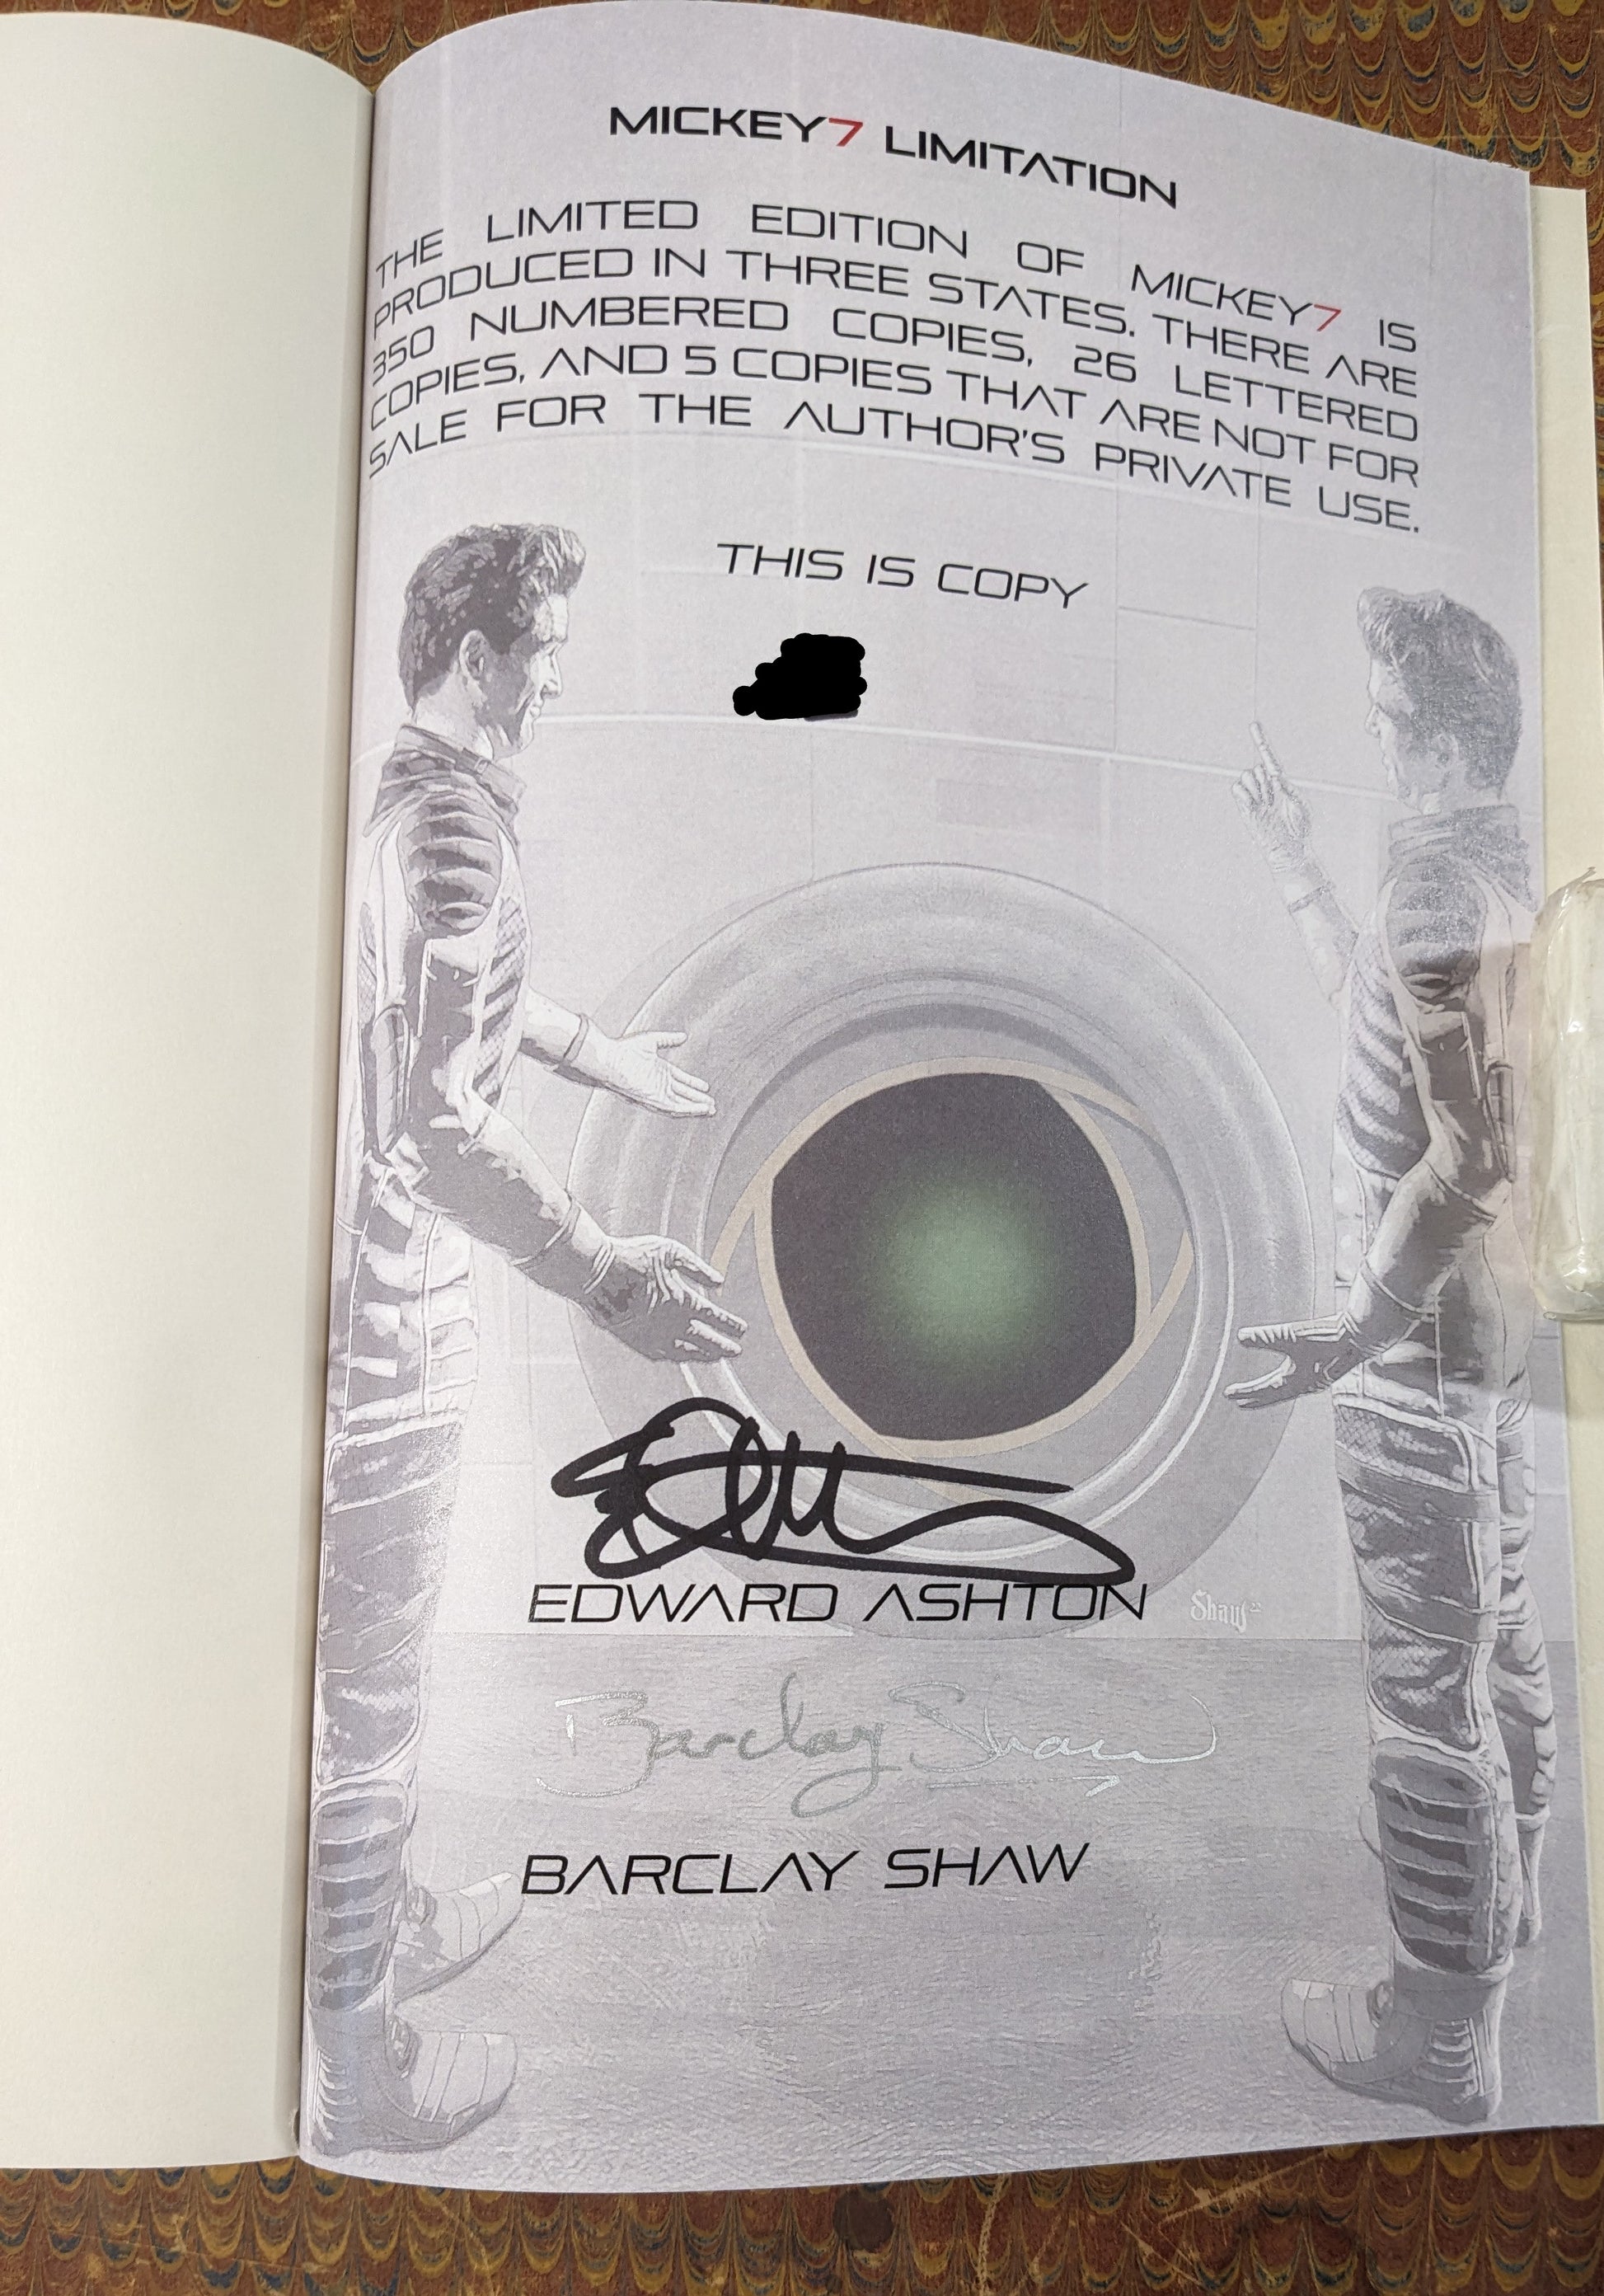 MICKEY7 LIMITATION
THE LIMITED EDITION OF MICKEY7 IS
PRODUCED IN THREE STATES. THERE ARE
350 NUMBERED COPIES, 26 LETTERED
COPIES, AND 5 COPIES THAT ARE NOT FOR
SALE FOR THE AUTHOR'S PRIVATE USE.
THIS IS COPY
EDWARD ASHTON
Shaw 22
Barclay Shaw
BARCLAY SHAW